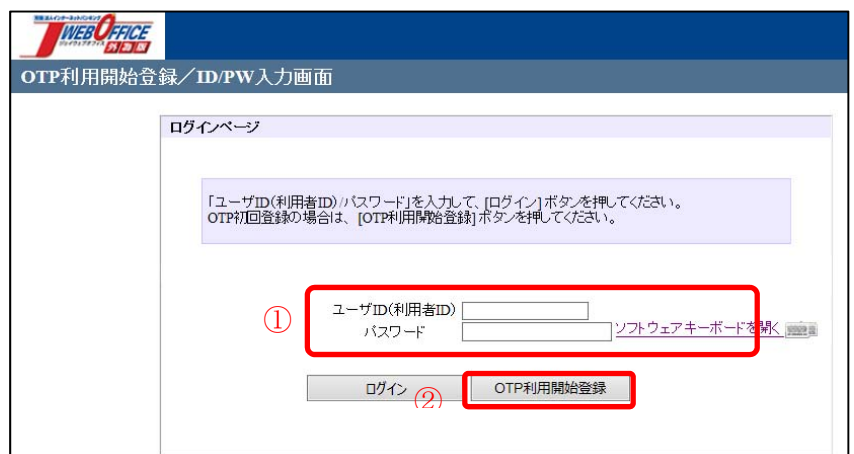 JWEBOFFICE
外為版
OTP利用開始登録／ID/PW入力画面
ログインページ
「ユーザID(利用者ID)/パスワード」を入力して、[ログイン]ボタンを押してください。
OTP初回登録の場合は、[OTP利用開始登録]ボタンを押してください。
① ユーザID(利用者ID)
パスワード ソフトウェアキーボードを開く
ログイン ② OTP利用開始登録